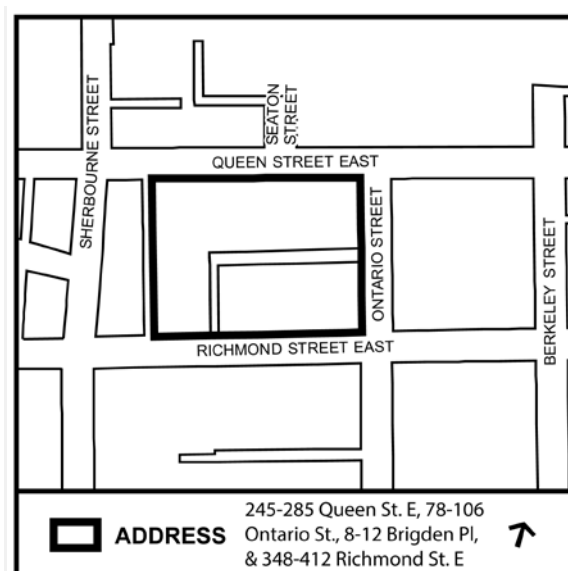 SHERBOURNE STREET
SEATON
STREET
QUEEN STREET EAST
ONTARIO STREET
BERKELEY STREET
RICHMOND STREET EAST
ADDRESS
245-285 Queen St. E, 78-106
Ontario St., 8-12 Brigden Pl,
& 348-412 Richmond St. E